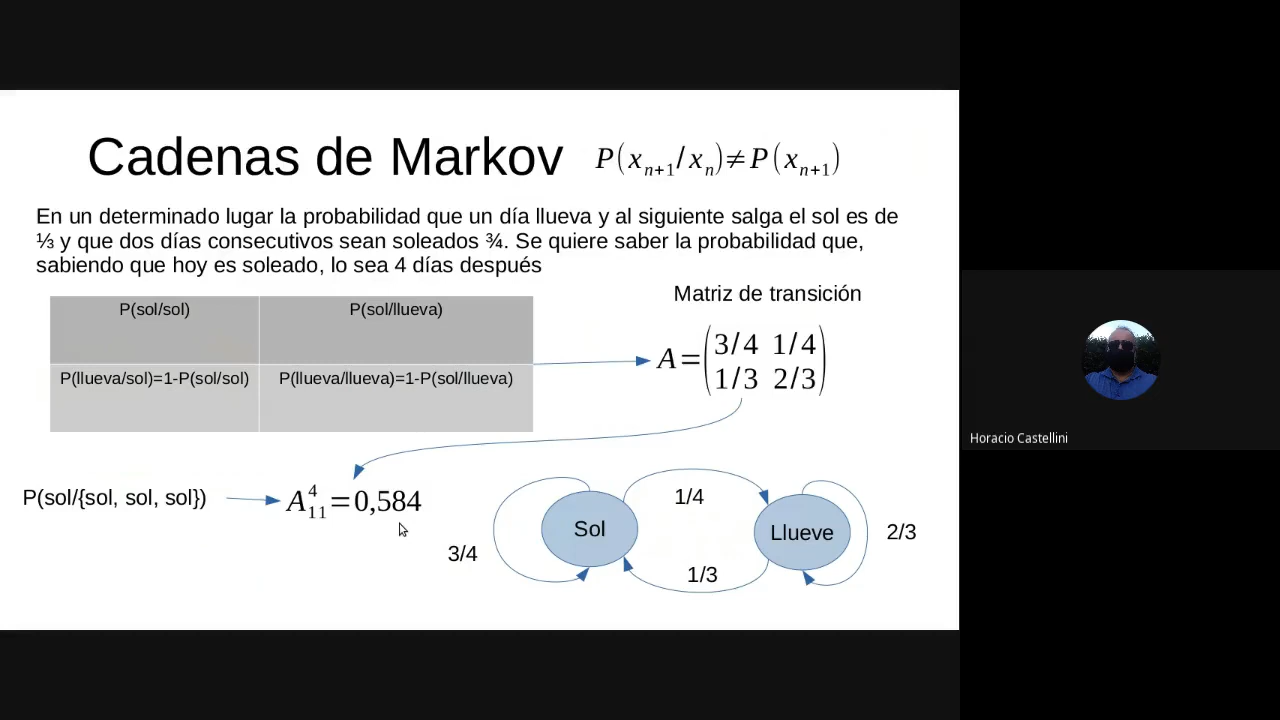 Cadenas de Markov P(xₙ₊₁/xₙ)≠P(xₙ₊₁)
En un determinado lugar la probabilidad que un día llueva y al siguiente salga el sol es de
⅓ y que dos días consecutivos sean soleados ¾. Se quiere saber la probabilidad que,
sabiendo que hoy es soleado, lo sea 4 días después
Matriz de transición
P(sol/sol) P(sol/llueva)
P(llueva/sol)=1-P(sol/sol) P(llueva/llueva)=1-P(sol/llueva)
A=(3/4 1/4
1/3 2/3)
P(sol/{sol, sol, sol})
A⁴₁₁=0,584
Sol
Llueve
1/4
3/4
2/3
1/3
Horacio Castellini